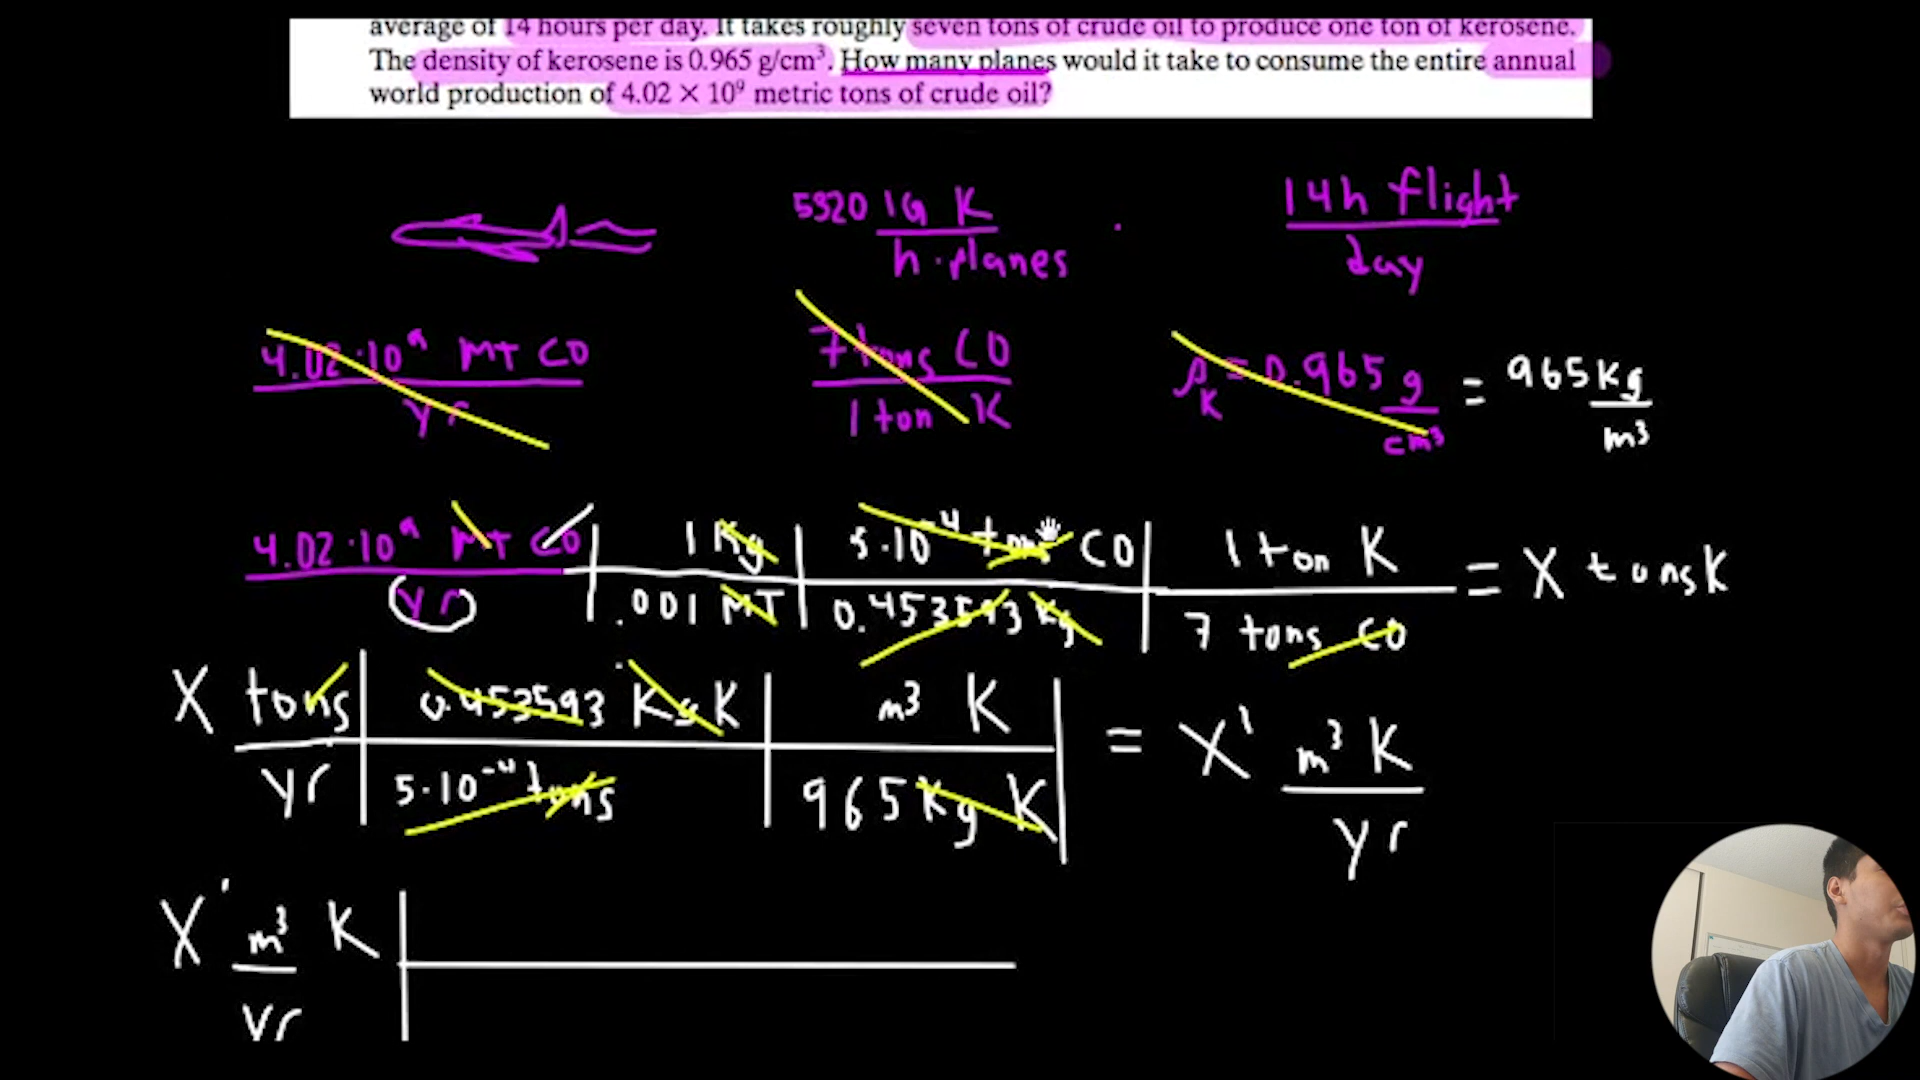 average of 14 hours per day. It takes roughly seven tons of crude oil to produce one ton of kerosene.
The density of kerosene is 0.965 g/cm³. How many planes would it take to consume the entire annual
world production of 4.02 × 10⁹ metric tons of crude oil?
5320 IG K
h · planes
·
14h flight
day
4.02 · 10⁹ MT CO
yr
7 tons CO
1 ton K
ρK = 0.965 g
cm³
= 965 Kg
m³
4.02 · 10⁹ MT CO
yr
1 Kg
.001 MT
5 · 10⁻⁴ tons CO
0.453593 Kg
1 ton K
7 tons CO
= X tons K
X tons
yr
0.453593 Kg K
5 · 10⁻⁴ tons
m³ K
965 Kg K
= X' m³ K
yr
X' m³ K
yr